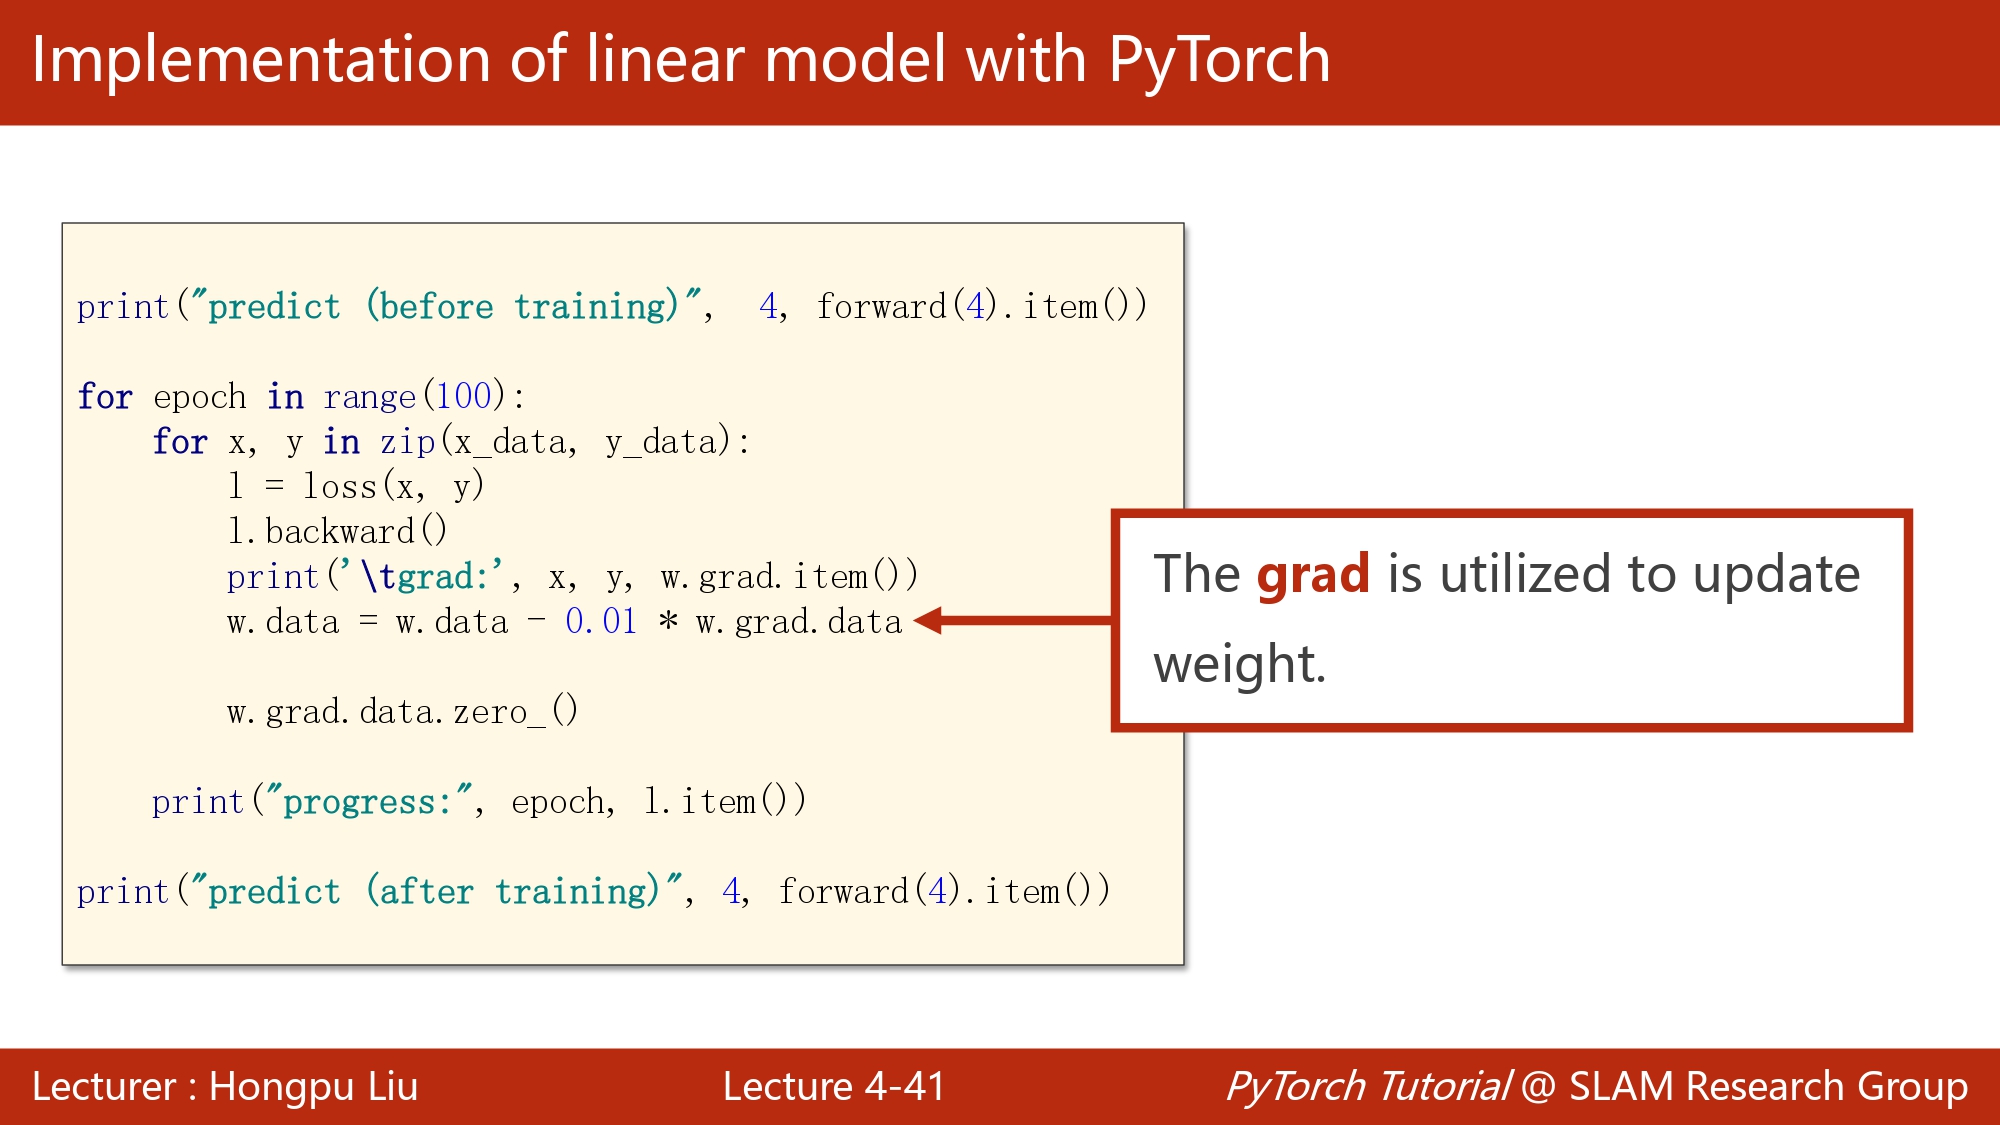 Implementation of linear model with PyTorch
print("predict (before training)",  4, forward(4).item())
for epoch in range(100):
    for x, y in zip(x_data, y_data):
        l = loss(x, y)
        l.backward()
        print('\tgrad:', x, y, w.grad.item())
        w.data = w.data - 0.01 * w.grad.data
        w.grad.data.zero_()
    print("progress:", epoch, l.item())
print("predict (after training)", 4, forward(4).item())
The grad is utilized to update
weight.
Lecturer : Hongpu Liu
Lecture 4-41
PyTorch Tutorial @ SLAM Research Group